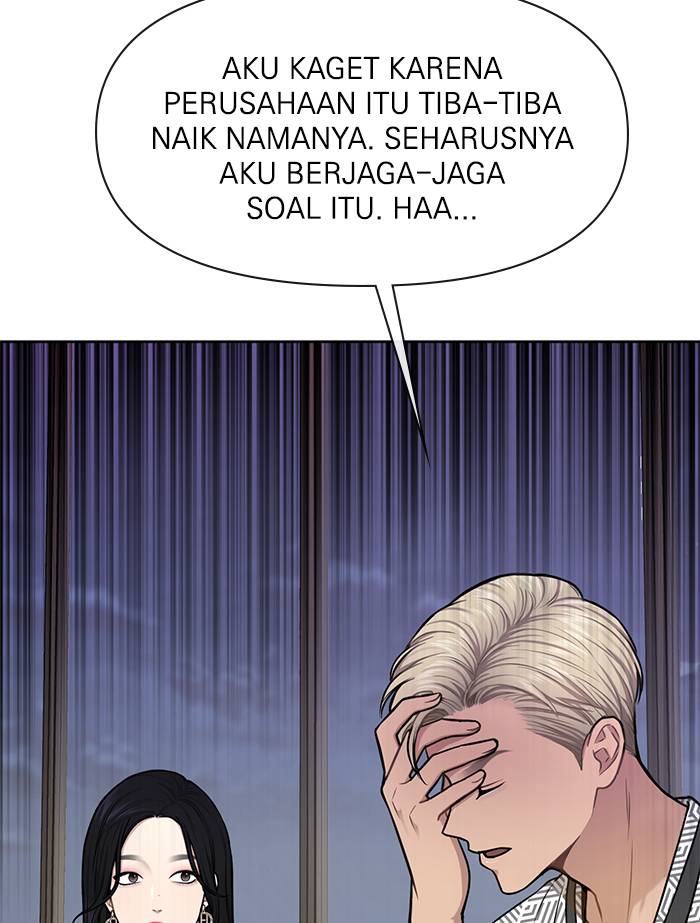 AKU KAGET KARENA
PERUSAHAAN ITU TIBA-TIBA
NAIK NAMANYA. SEHARUSNYA
AKU BERJAGA-JAGA
SOAL ITU. HAA...